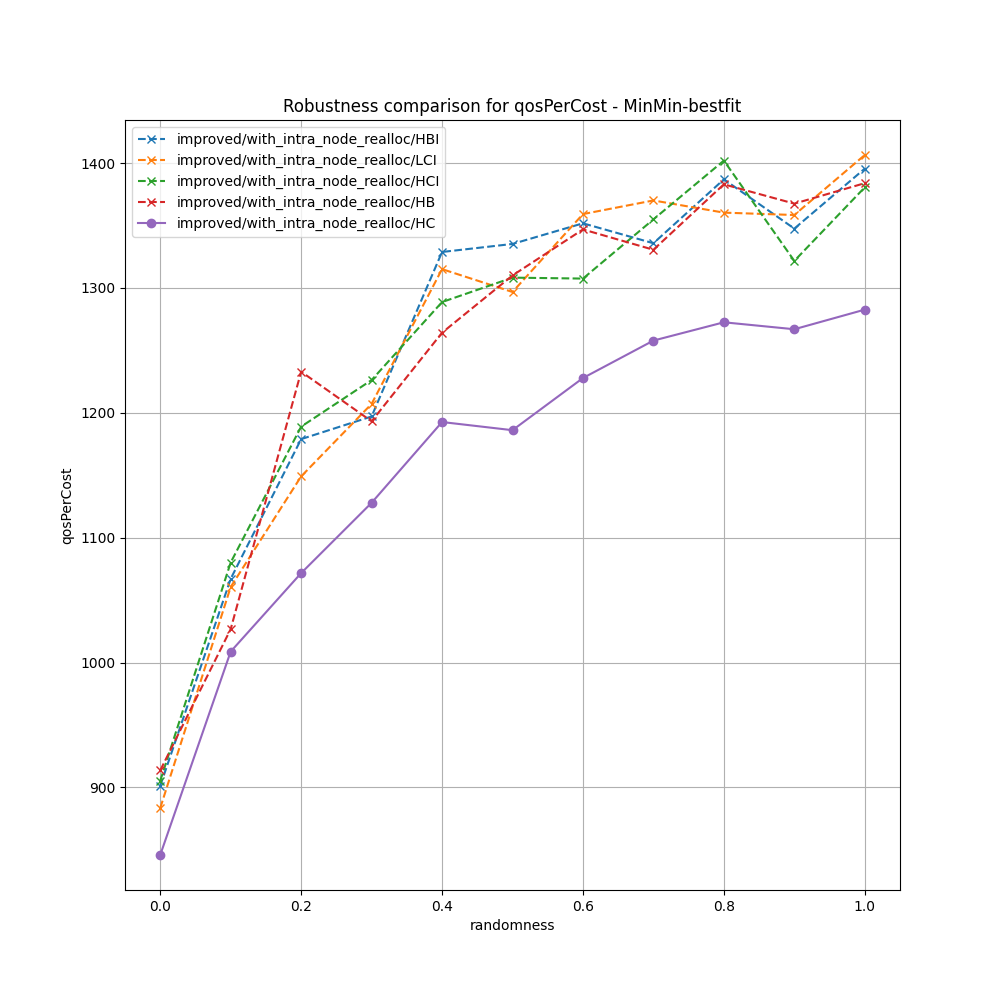 Robustness comparison for qosPerCost - MinMin-bestfit
improved/with_intra_node_realloc/HBI
improved/with_intra_node_realloc/LCI
improved/with_intra_node_realloc/HCI
improved/with_intra_node_realloc/HB
improved/with_intra_node_realloc/HC
1400
1300
1200
1100
1000
900
qosPerCost
0.0 0.2 0.4 0.6 0.8 1.0
randomness